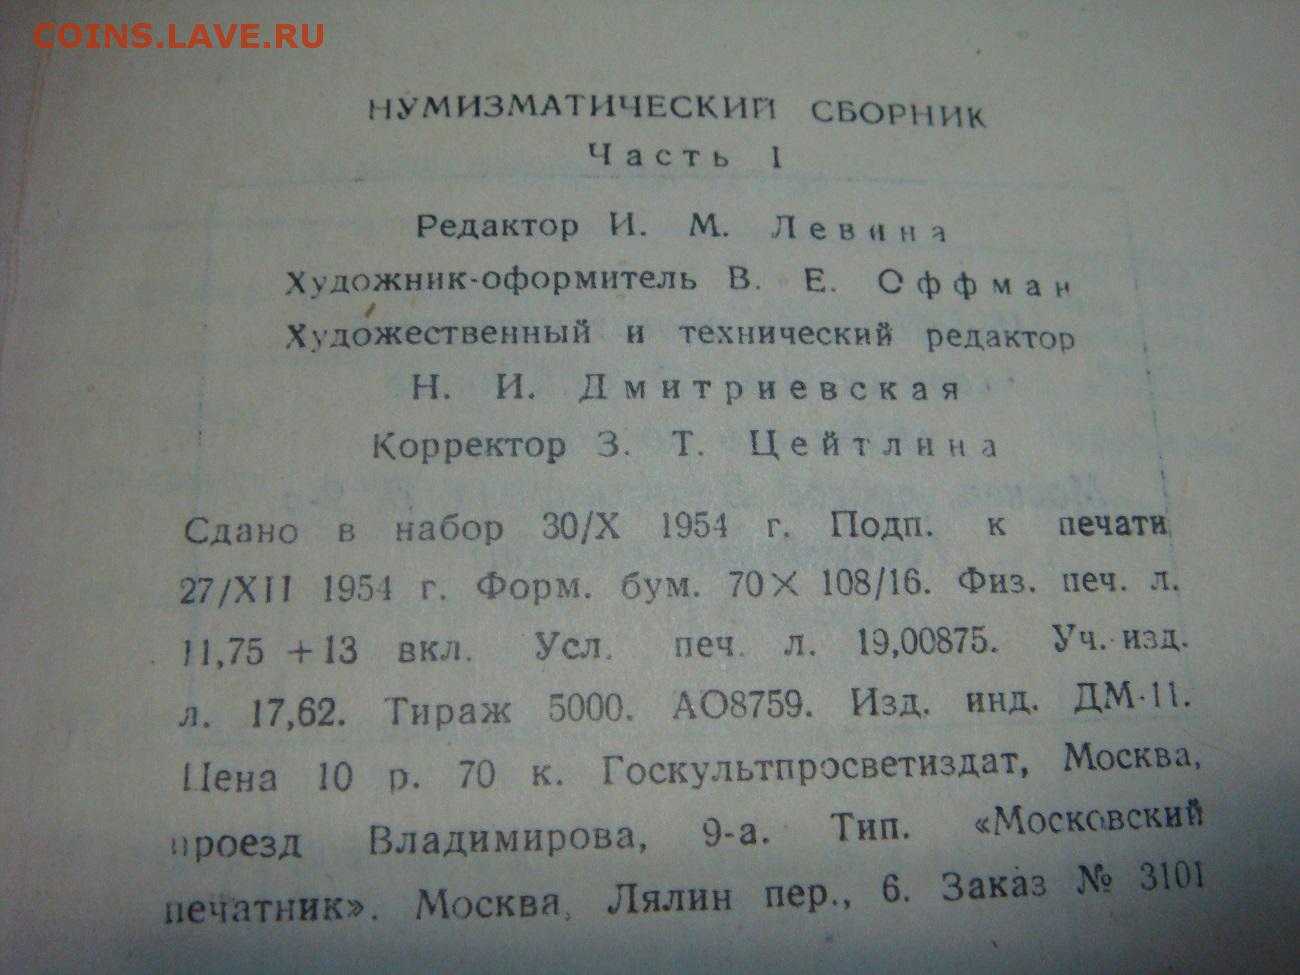 COINS.LAVE.RU
НУМИЗМАТИЧЕСКИЙ СБОРНИК
Часть I
Редактор И. М. Левина
Художник-оформитель В. Е. Оффман
Художественный и технический редактор
Н. И. Дмитриевская
Корректор З. Т. Цейтлина
Сдано в набор 30/X 1954 г. Подп. к печати
27/XII 1954 г. Форм. бум. 70× 108/16. Физ. печ. л.
11,75 +13 вкл. Усл. печ. л. 19,00875. Уч.-изд.
л. 17,62. Тираж 5000. АО8759. Изд. инд. ДМ-11.
Цена 10 р. 70 к. Госкультпросветиздат, Москва,
проезд Владимирова, 9-а. Тип. «Московский
печатник». Москва, Лялин пер., 6. Заказ № 3101